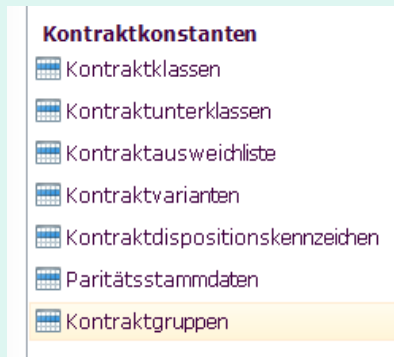 Kontraktkonstanten
Kontraktklassen
Kontraktunterklassen
Kontraktausweichliste
Kontraktvarianten
Kontraktdispositionskennzeichen
Paritätsstammdaten
Kontraktgruppen